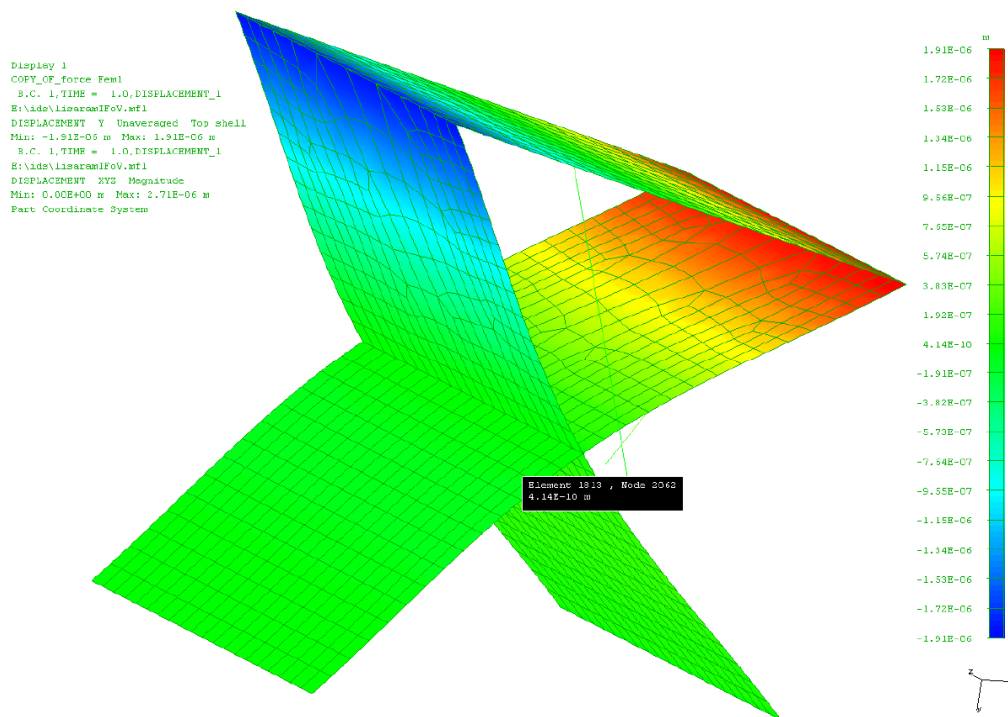 Display 1
COPY_OF_force Fem1
B.C. 1,TIME = 1.0,DISPLACEMENT_1
E:\ids\lisaramIFoV.mf1
DISPLACEMENT Y Unaveraged Top shell
Min: -1.91E-06 m Max: 1.91E-06 m
B.C. 1,TIME = 1.0,DISPLACEMENT_1
E:\ids\lisaramIFoV.mf1
DISPLACEMENT XYZ Magnitude
Min: 0.00E+00 m Max: 2.71E-06 m
Part Coordinate System
Element 1813 , Node 2062
4.14E-10 m
m
1.91E-06
1.72E-06
1.53E-06
1.34E-06
1.15E-06
9.56E-07
7.65E-07
5.74E-07
3.83E-07
1.92E-07
4.14E-10
-1.91E-07
-3.82E-07
-5.73E-07
-7.64E-07
-9.55E-07
-1.15E-06
-1.34E-06
-1.53E-06
-1.72E-06
-1.91E-06
Z
Y